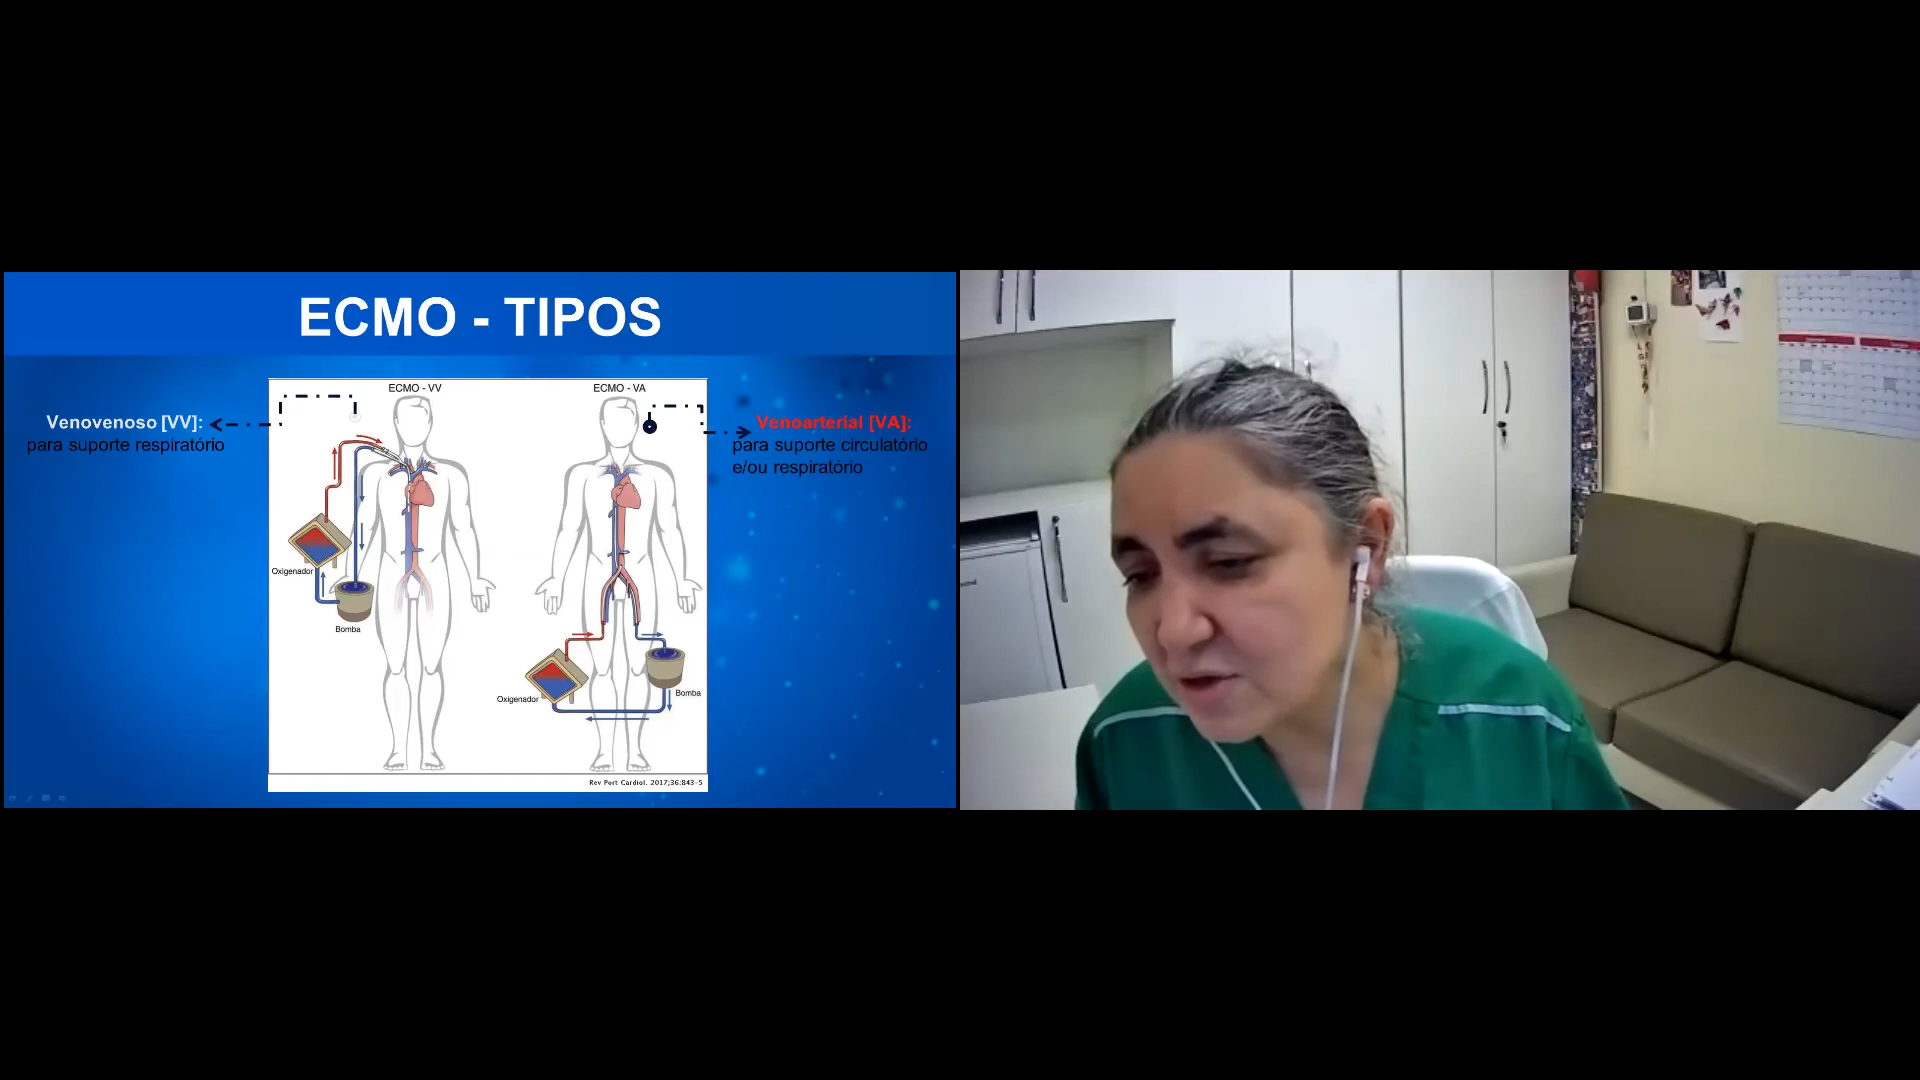 ECMO - TIPOS
ECMO - VV
ECMO - VA
Venovenoso [VV]:
para suporte respiratório
Venoarterial [VA]:
para suporte circulatório
e/ou respiratório
Oxigenador
Bomba
Oxigenador
Bomba
Rev Port Cardiol. 2017;36:843-5